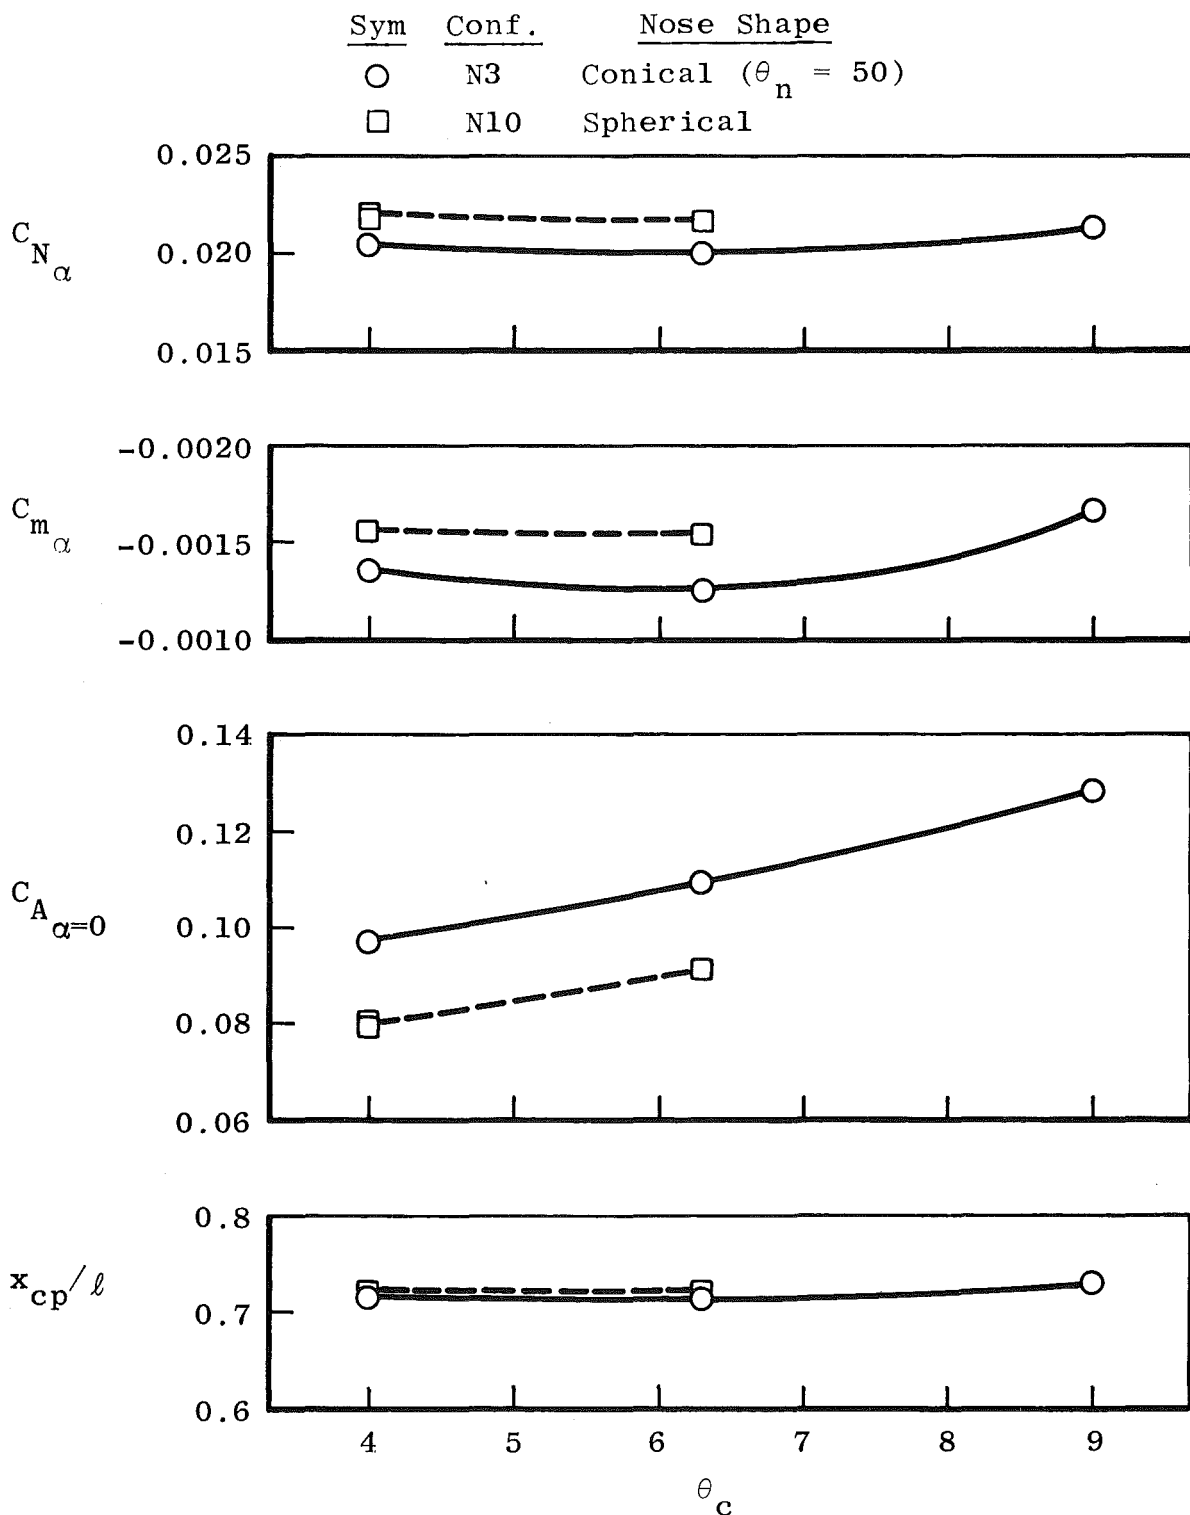 Sym Conf. Nose Shape
○ N3 Conical (θn = 50)
□ N10 Spherical
0.025
CNα
0.020
0.015
-0.0020
Cmα
-0.0015
-0.0010
0.14
0.12
CAα=0
0.10
0.08
0.06
0.8
xcp/ℓ
0.7
0.6
4 5 6 7 8 9
θc